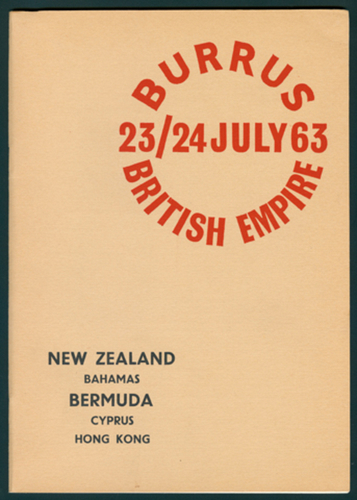 BURRUS
23/24 JULY 63
BRITISH EMPIRE
NEW ZEALAND
BAHAMAS
BERMUDA
CYPRUS
HONG KONG